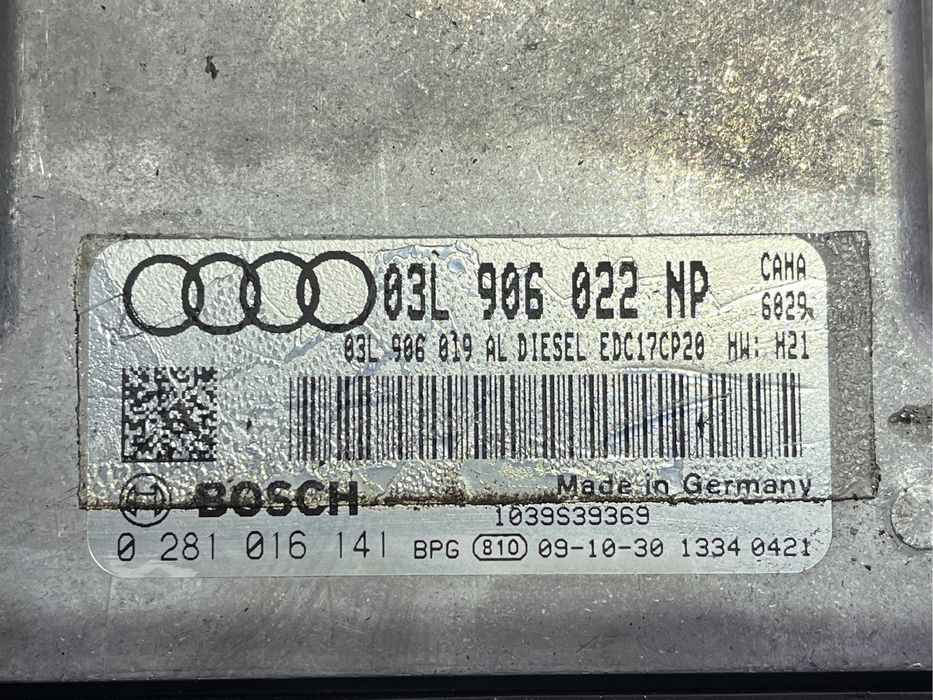 03L 906 022 NP CAHA
6029
03L 906 019 AL DIESEL EDC17CP20 HW: H21
BOSCH Made in Germany
1039S39369
0 281 016 141 BPG 810 09-10-30 1334 0421